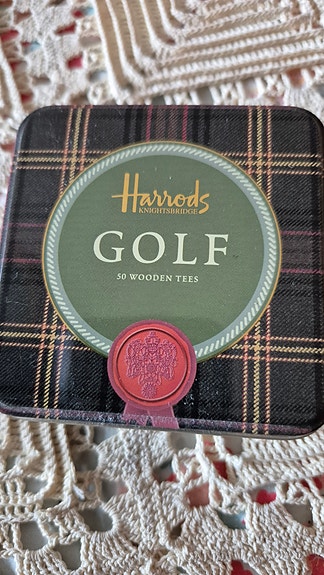 Harrods
KNIGHTSBRIDGE
GOLF
50 WOODEN TEES